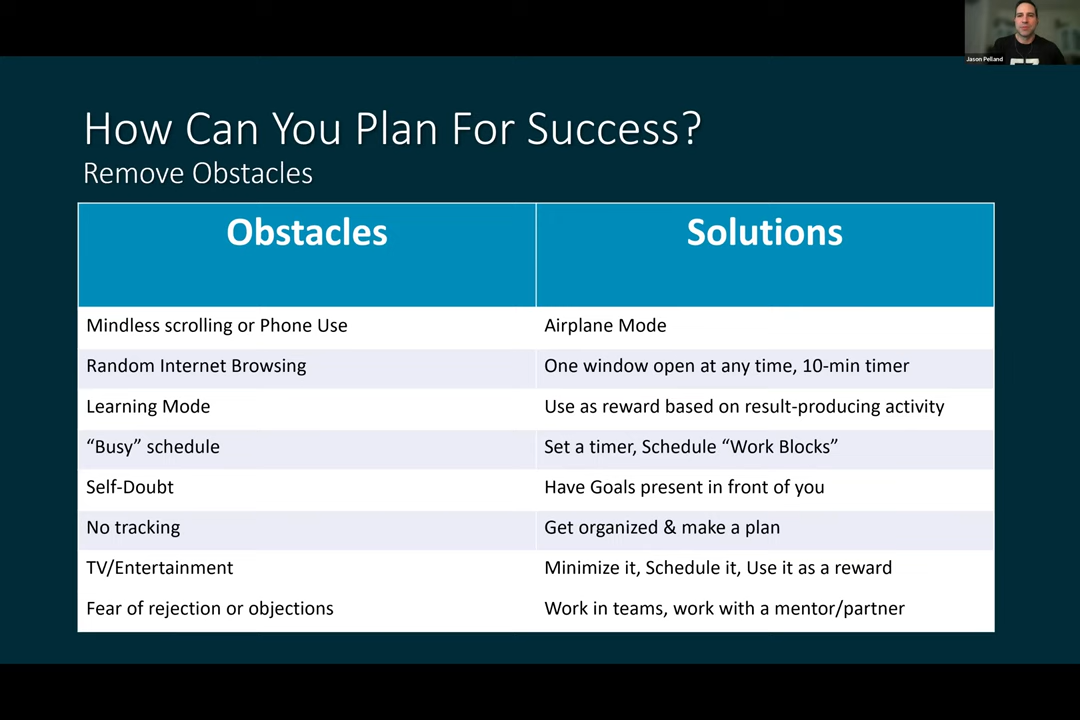 Jason Pelland
How Can You Plan For Success?
Remove Obstacles
Obstacles
Solutions
Mindless scrolling or Phone Use
Airplane Mode
Random Internet Browsing
One window open at any time, 10-min timer
Learning Mode
Use as reward based on result-producing activity
“Busy” schedule
Set a timer, Schedule “Work Blocks”
Self-Doubt
Have Goals present in front of you
No tracking
Get organized & make a plan
TV/Entertainment
Minimize it, Schedule it, Use it as a reward
Fear of rejection or objections
Work in teams, work with a mentor/partner